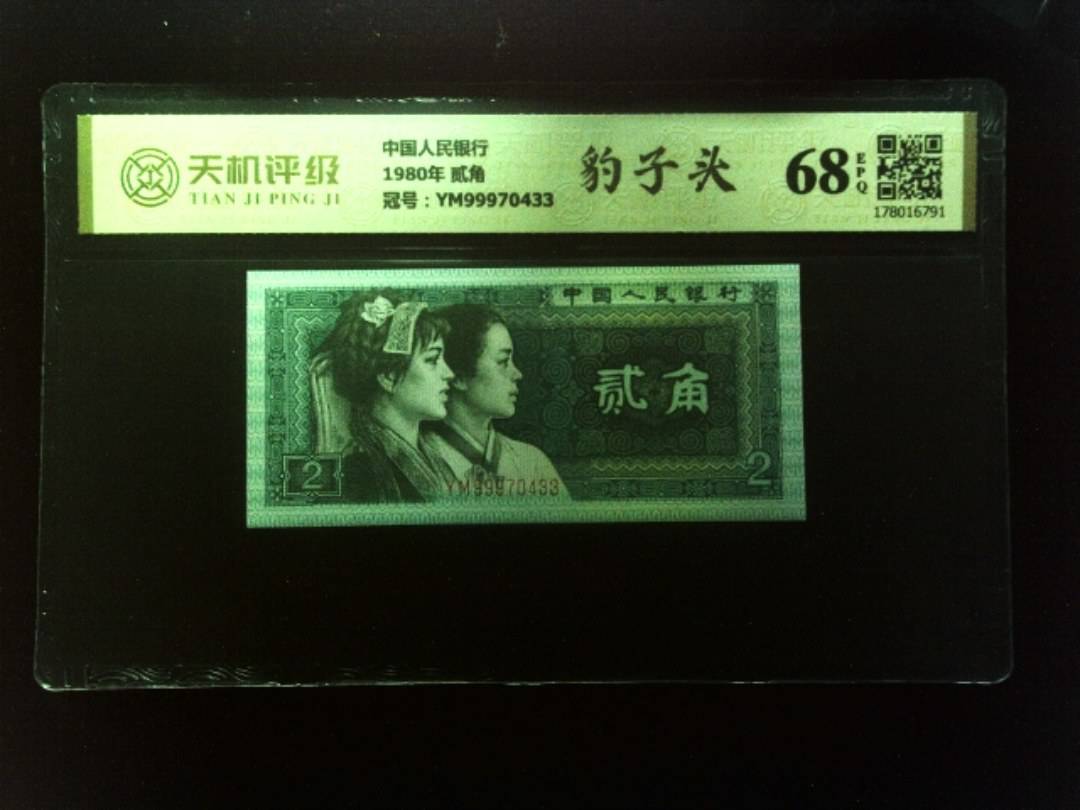 天机评级
TIAN JI PING JI
中国人民银行
1980年 贰角
冠号：YM99970433
豹子头
68
EPQ
178016791
中国人民银行
贰角
2
YM99970433
2